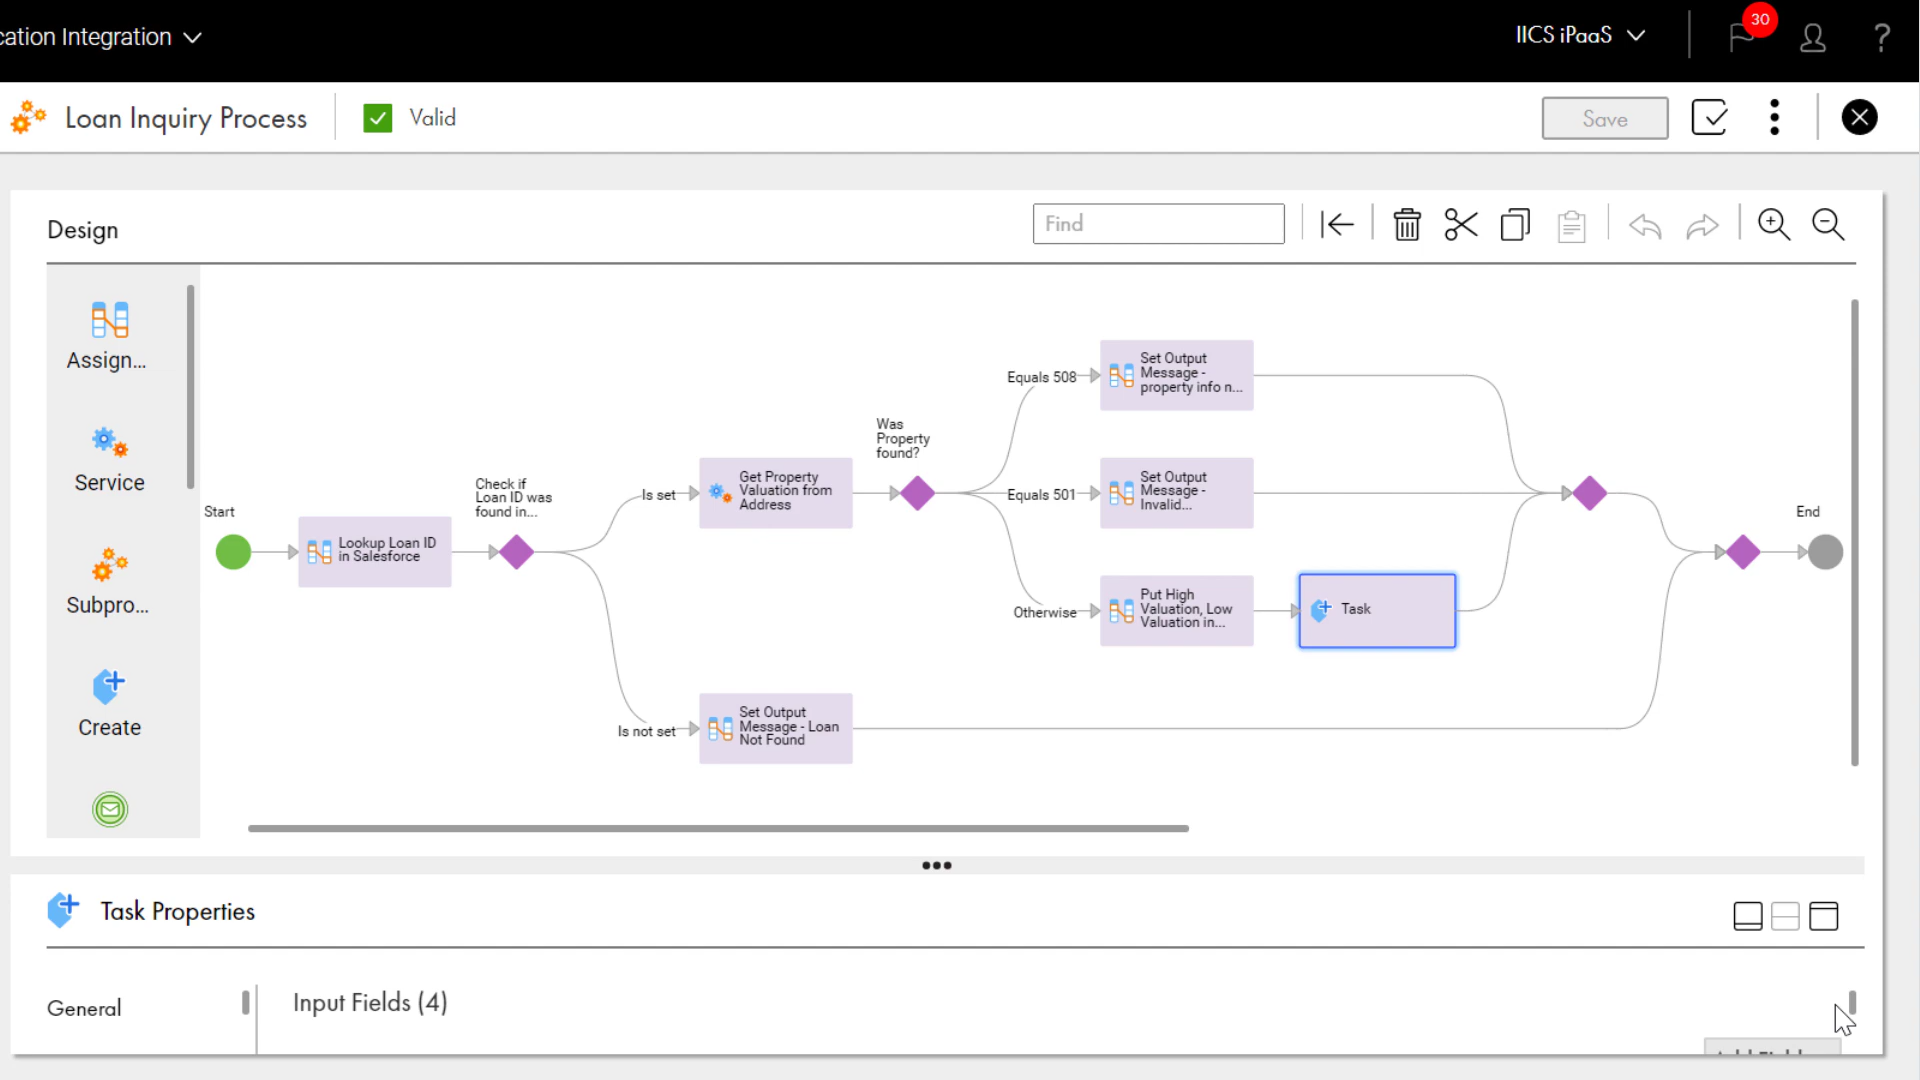 cation Integration
IICS iPaaS
30
?
Loan Inquiry Process
Valid
Save
Design
Find
Assign...
Service
Subpro...
Create
Start
Lookup Loan ID
in Salesforce
Check if
Loan ID was
found in...
Is set
Get Property
Valuation from
Address
Was
Property
found?
Equals 508
Set Output
Message -
property info n...
Equals 501
Set Output
Message -
Invalid...
Otherwise
Put High
Valuation, Low
Valuation in...
Task
Is not set
Set Output
Message - Loan
Not Found
End
Task Properties
General
Input Fields (4)